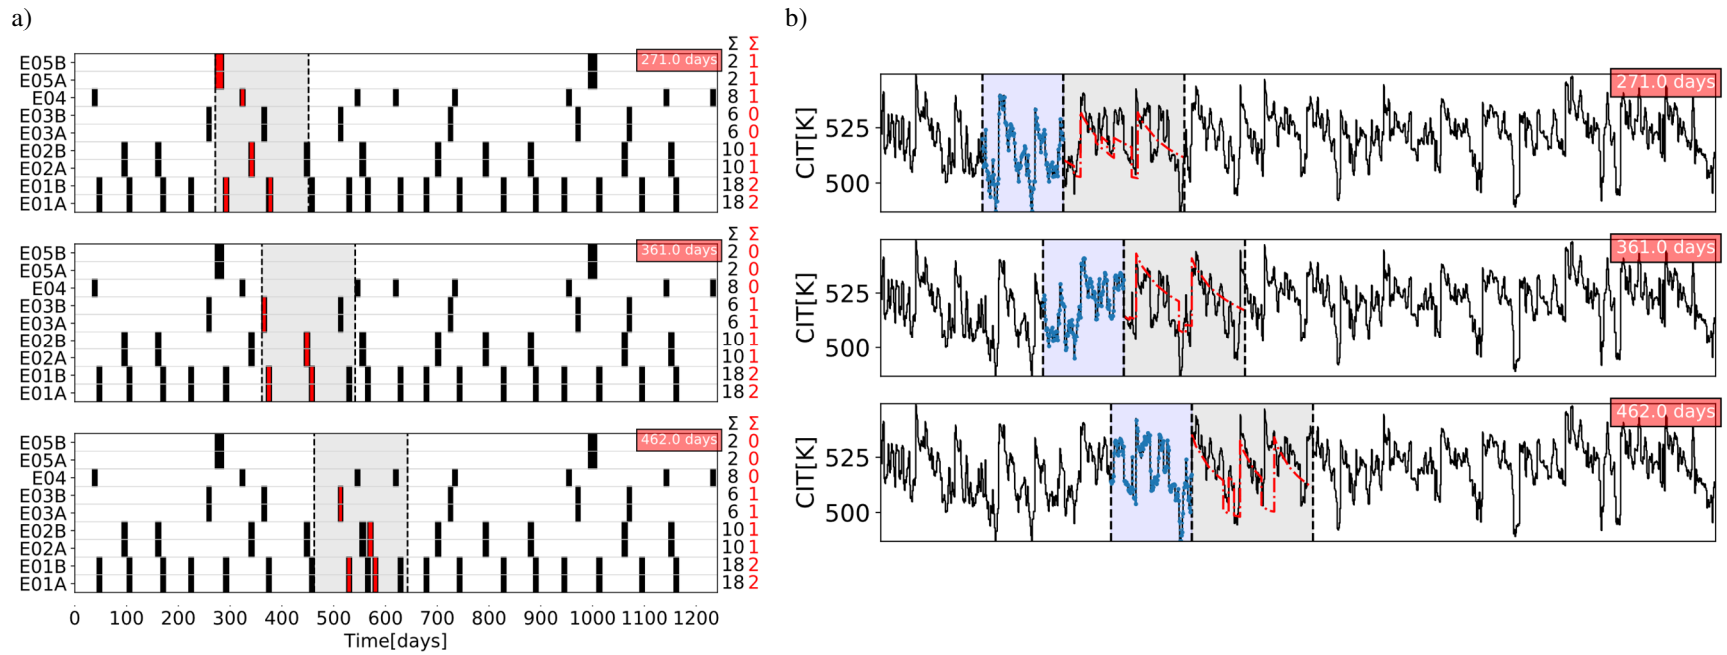 a)
Σ Σ
271.0 days
E05B 2 1
E05A 2 1
E04 8 1
E03B 6 0
E03A 6 0
E02B 10 1
E02A 10 1
E01B 18 2
E01A 18 2
Σ Σ
361.0 days
E05B 2 0
E05A 2 0
E04 8 0
E03B 6 1
E03A 6 1
E02B 10 1
E02A 10 1
E01B 18 2
E01A 18 2
Σ Σ
462.0 days
E05B 2 0
E05A 2 0
E04 8 0
E03B 6 1
E03A 6 1
E02B 10 1
E02A 10 1
E01B 18 2
E01A 18 2
0 100 200 300 400 500 600 700 800 900 1000 1100 1200
Time[days]
b)
271.0 days
CIT[K]
525
500
361.0 days
CIT[K]
525
500
462.0 days
CIT[K]
525
500